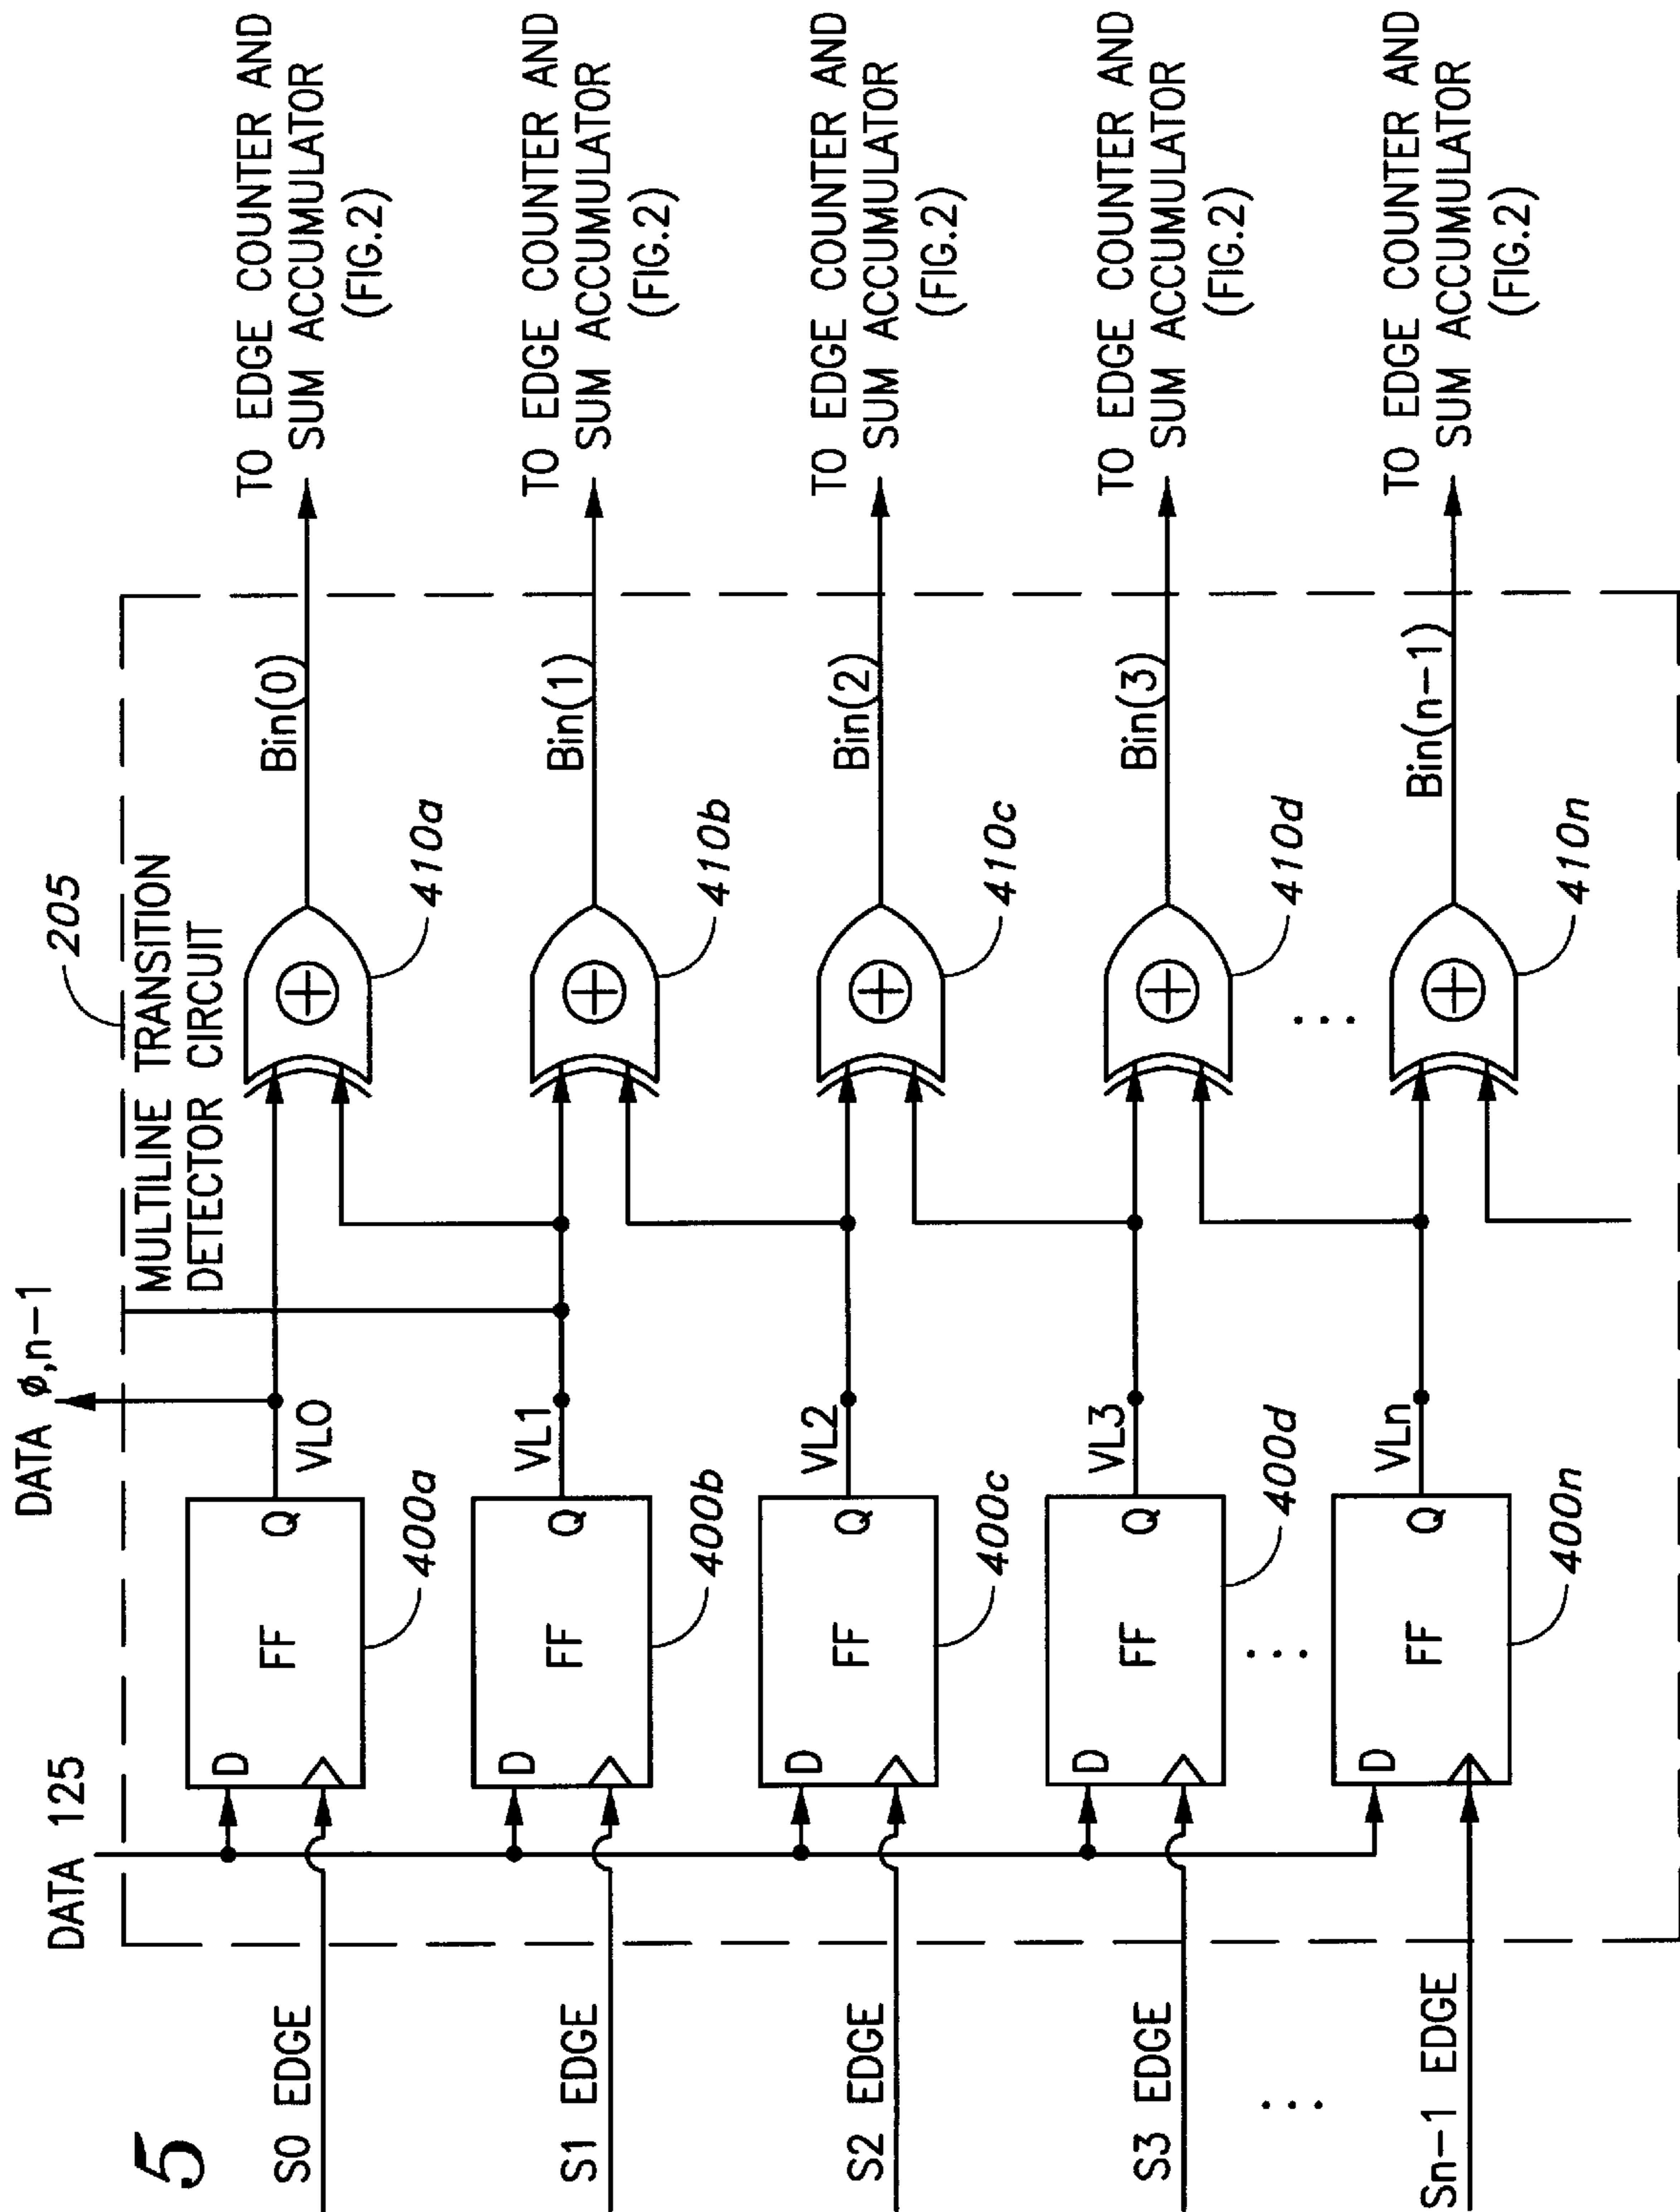 5
DATA 125
DATA ϕ,n-1
205
MULTILINE TRANSITION
DETECTOR CIRCUIT
S0 EDGE
D
FF
Q
400a
VL0
410a
Bin(0)
TO EDGE COUNTER AND
SUM ACCUMULATOR
(FIG.2)
S1 EDGE
D
FF
Q
400b
VL1
410b
Bin(1)
TO EDGE COUNTER AND
SUM ACCUMULATOR
(FIG.2)
S2 EDGE
D
FF
Q
400c
VL2
410c
Bin(2)
TO EDGE COUNTER AND
SUM ACCUMULATOR
(FIG.2)
S3 EDGE
D
FF
Q
400d
VL3
410d
Bin(3)
TO EDGE COUNTER AND
SUM ACCUMULATOR
(FIG.2)
...
...
...
Sn-1 EDGE
D
FF
Q
400n
VLn
410n
Bin(n-1)
TO EDGE COUNTER AND
SUM ACCUMULATOR
(FIG.2)